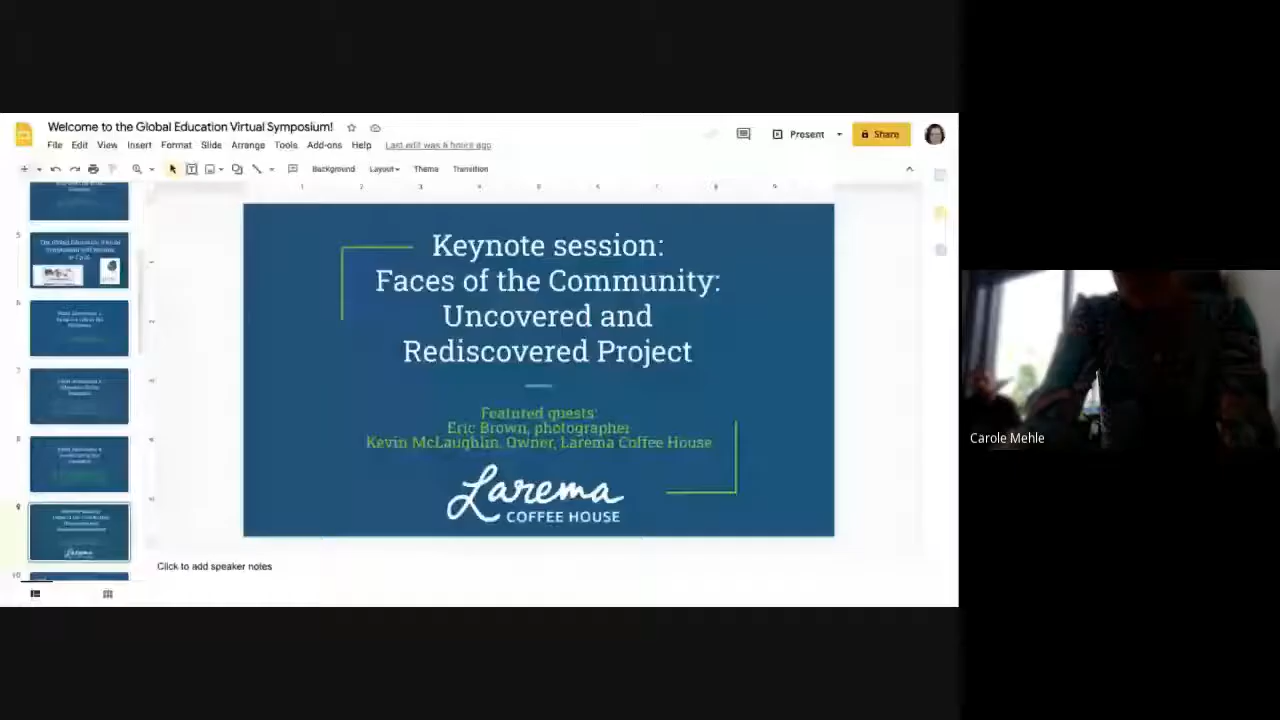 Welcome to the Global Education Virtual Symposium!
File Edit View Insert Format Slide Arrange Tools Add-ons Help Last edit was 8 hours ago
Present
Share
Background Layout Theme Transition
Keynote session:
Faces of the Community:
Uncovered and
Rediscovered Project
Featured guests:
Eric Brown, photographer
Kevin McLaughlin, Owner, Larema Coffee House
Larema
COFFEE HOUSE
Click to add speaker notes
Carole Mehle